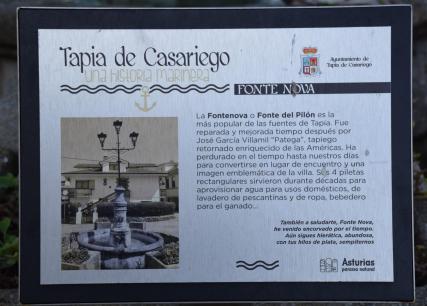 Tapia de Casariego
una historia marinera
Ayuntamiento de
Tapia de Casariego
FONTE NOVA
La Fontenova o Fonte del Pilón es la
más popular de las fuentes de Tapia. Fue
reparada y mejorada tiempo después por
José García Villamil "Patega", tapiego
retornado enriquecido de las Américas. Ha
perdurado en el tiempo hasta nuestros días
para convertirse en lugar de encuentro y una
imagen emblemática de la villa. Sus 4 piletas
rectangulares sirvieron durante décadas para
aprovisionar agua para usos domésticos, de
lavadero de pescantinas y de ropa, bebedero
para el ganado...
También a saludarte, Fonte Nova,
he venido encorvado por el tiempo.
Aún sigues hierática, abundosa,
con tus hilos de plata, sempiternos
Asturias
paraíso natural